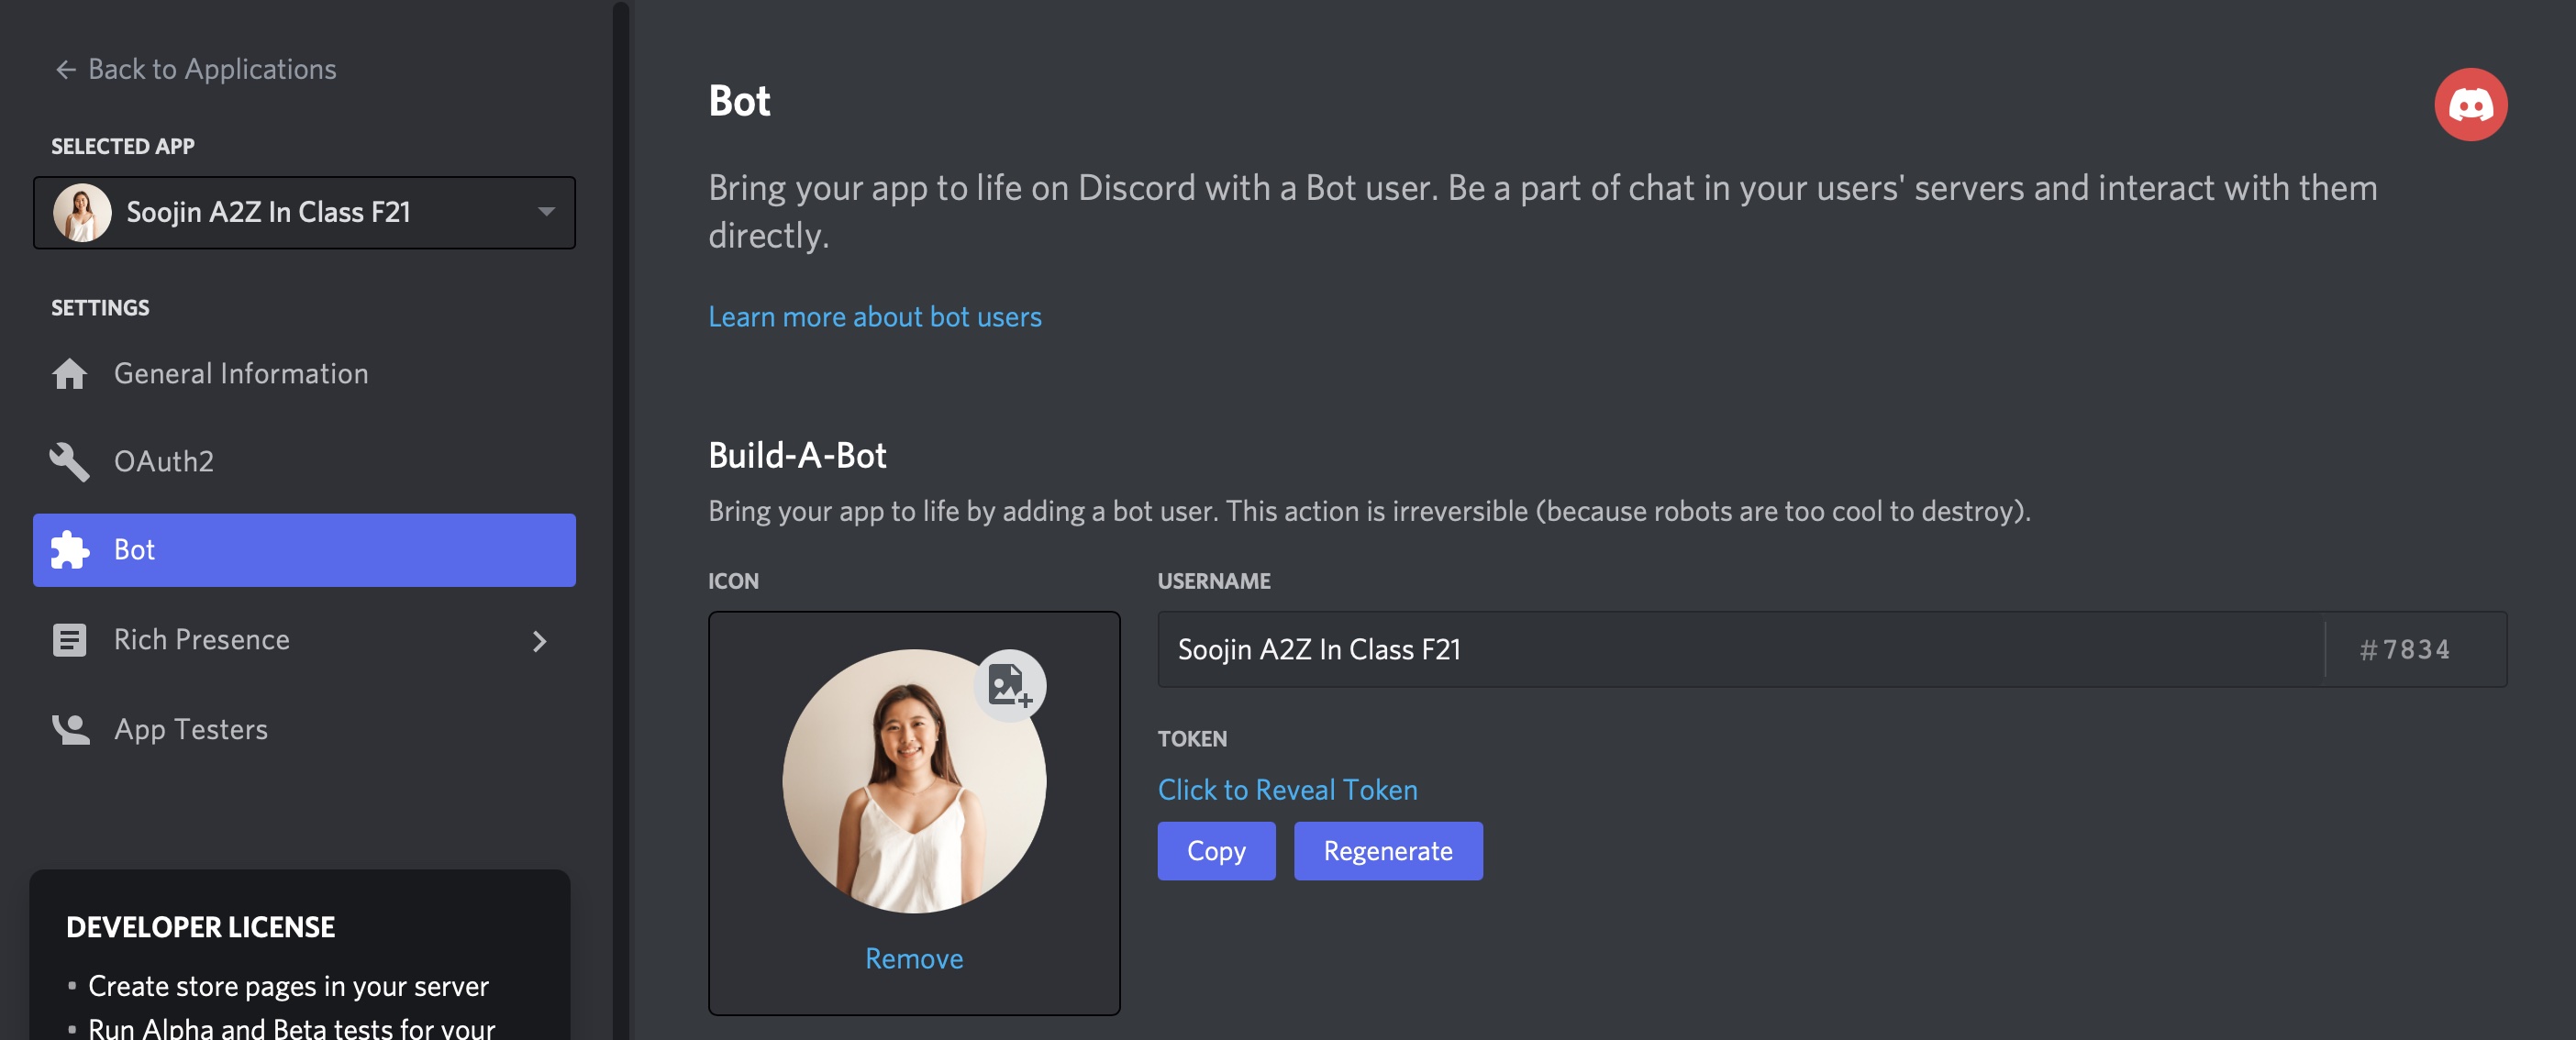 ← Back to Applications
SELECTED APP
Soojin A2Z In Class F21
SETTINGS
General Information
OAuth2
Bot
Rich Presence
App Testers
DEVELOPER LICENSE
• Create store pages in your server
• Run Alpha and Beta tests for your
Bot
Bring your app to life on Discord with a Bot user. Be a part of chat in your users' servers and interact with them
directly.
Learn more about bot users
Build-A-Bot
Bring your app to life by adding a bot user. This action is irreversible (because robots are too cool to destroy).
ICON
Remove
USERNAME
Soojin A2Z In Class F21 #7834
TOKEN
Click to Reveal Token
Copy Regenerate